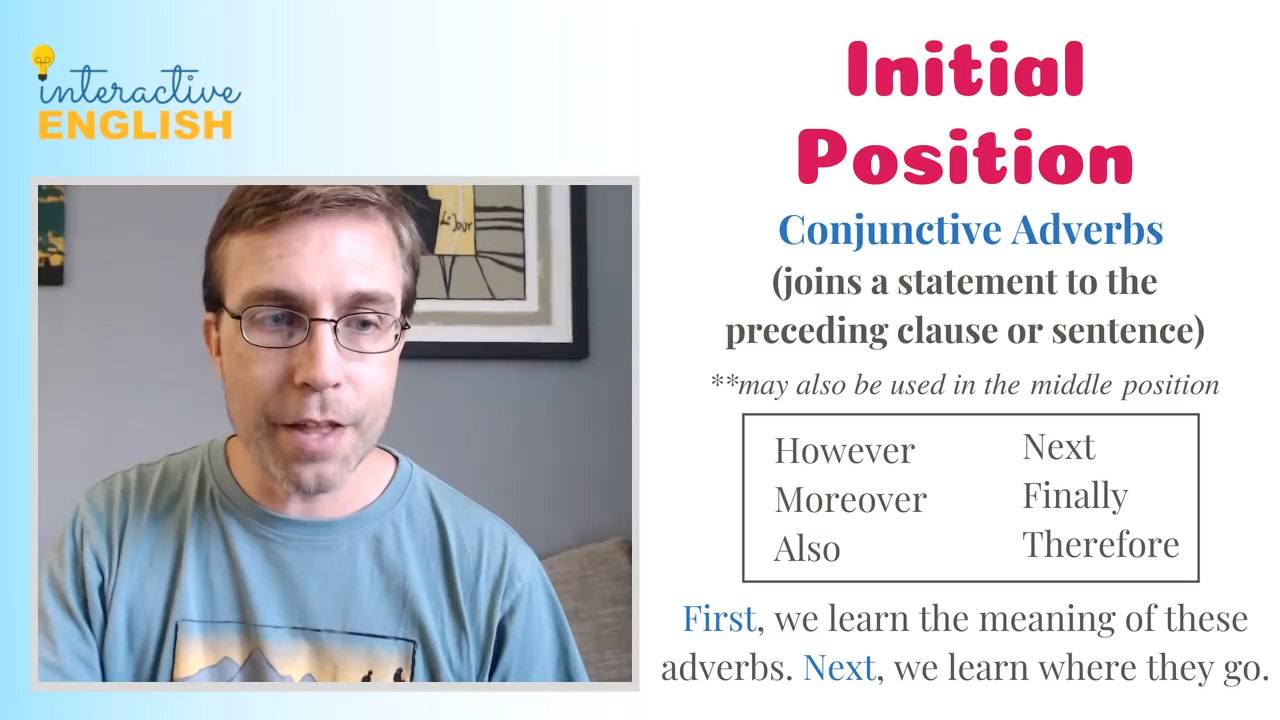 interactive
ENGLISH
Le Jour
Initial
Position
Conjunctive Adverbs
(joins a statement to the
preceding clause or sentence)
**may also be used in the middle position
However
Moreover
Also
Next
Finally
Therefore
First, we learn the meaning of these
adverbs. Next, we learn where they go.